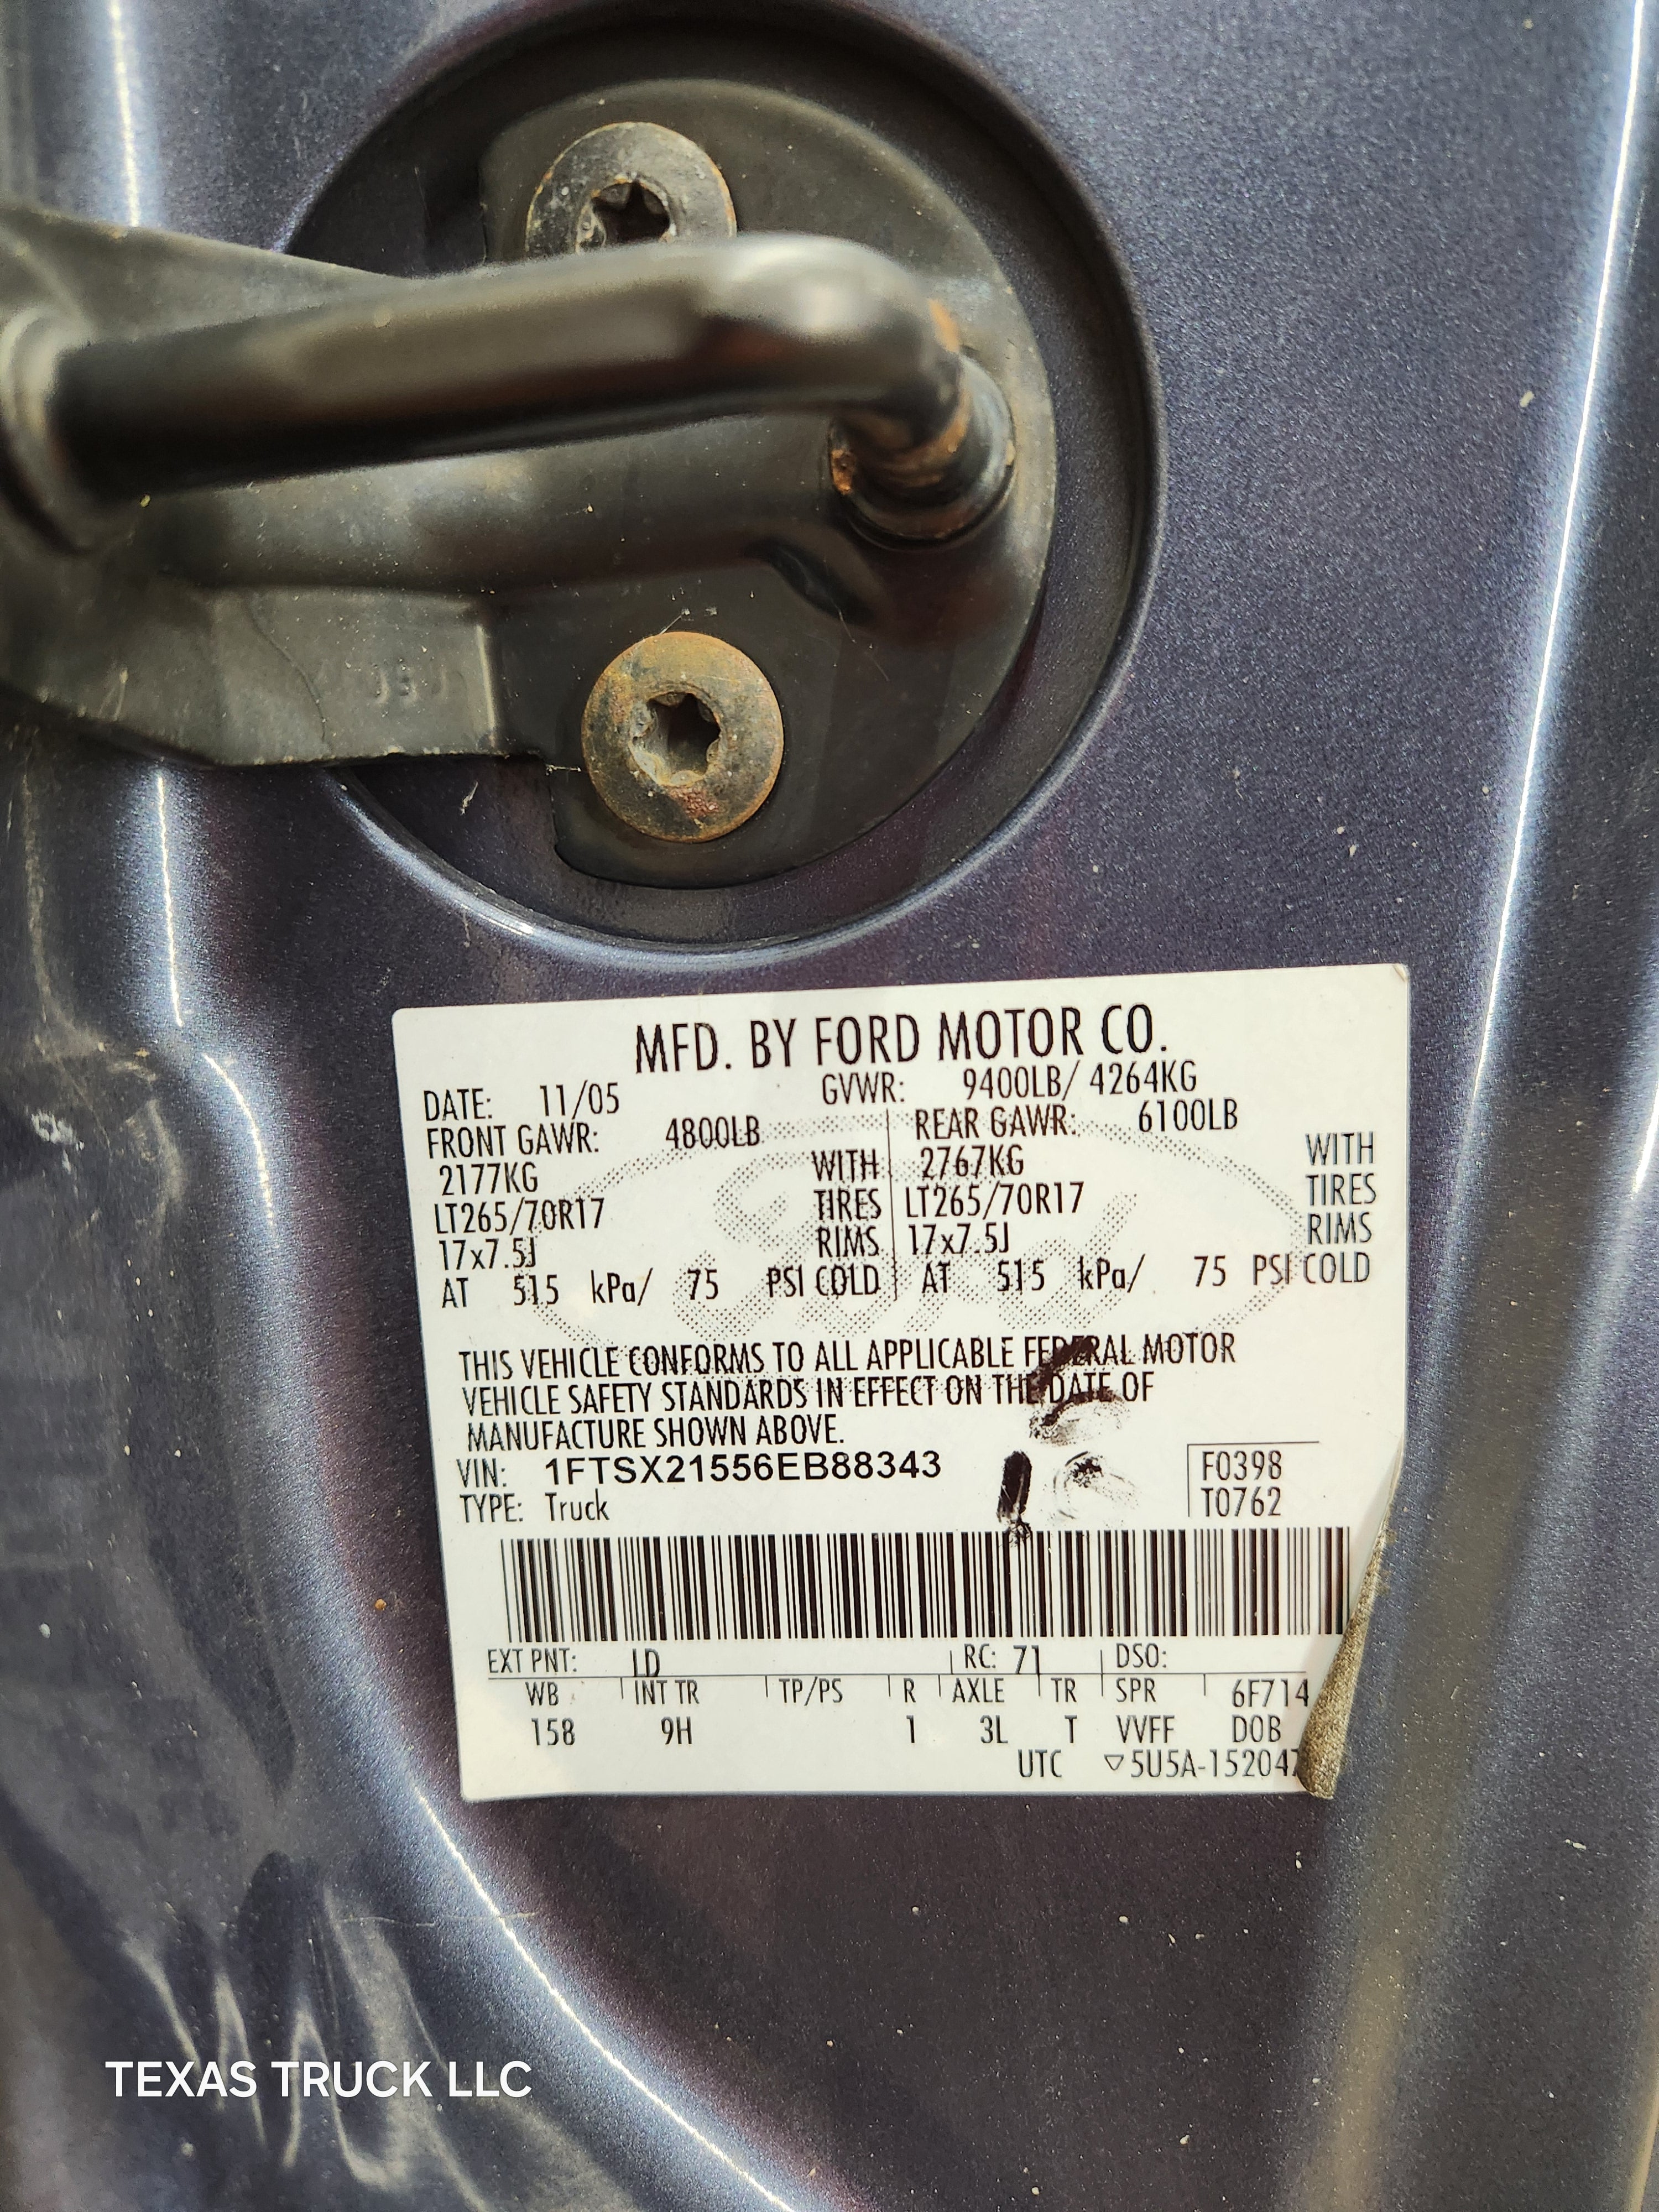 MFD. BY FORD MOTOR CO.
DATE: 11/05 GVWR: 9400LB/ 4264KG
FRONT GAWR: 4800LB REAR GAWR: 6100LB
2177KG WITH 2767KG WITH
LT265/70R17 TIRES LT265/70R17 TIRES
17x7.5J RIMS 17x7.5J RIMS
AT 515 kPa/ 75 PSI COLD AT 515 kPa/ 75 PSI COLD
THIS VEHICLE CONFORMS TO ALL APPLICABLE FEDERAL MOTOR
VEHICLE SAFETY STANDARDS IN EFFECT ON THE DATE OF
MANUFACTURE SHOWN ABOVE.
VIN: 1FTSX21556EB88343 F0398
TYPE: Truck T0762
EXT PNT: LD RC: 71 DSO:
WB INT TR TP/PS R AXLE TR SPR 6F714
158 9H 1 3L T VVFF DOB
UTC ▽5U5A-152047
TEXAS TRUCK LLC